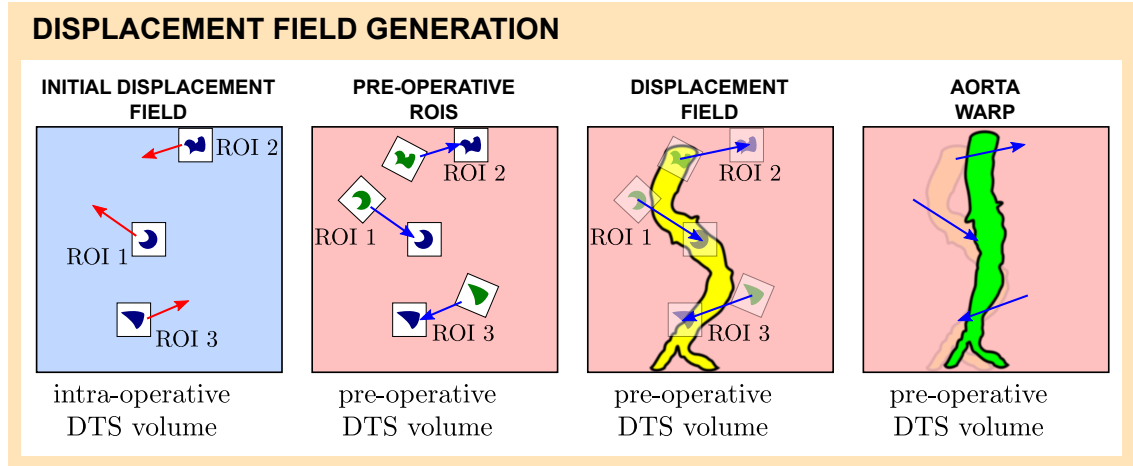 DISPLACEMENT FIELD GENERATION
INITIAL DISPLACEMENT
FIELD
ROI 2
ROI 1
ROI 3
intra-operative
DTS volume
PRE-OPERATIVE
ROIS
ROI 2
ROI 1
ROI 3
pre-operative
DTS volume
DISPLACEMENT
FIELD
ROI 2
ROI 1
ROI 3
pre-operative
DTS volume
AORTA
WARP
pre-operative
DTS volume